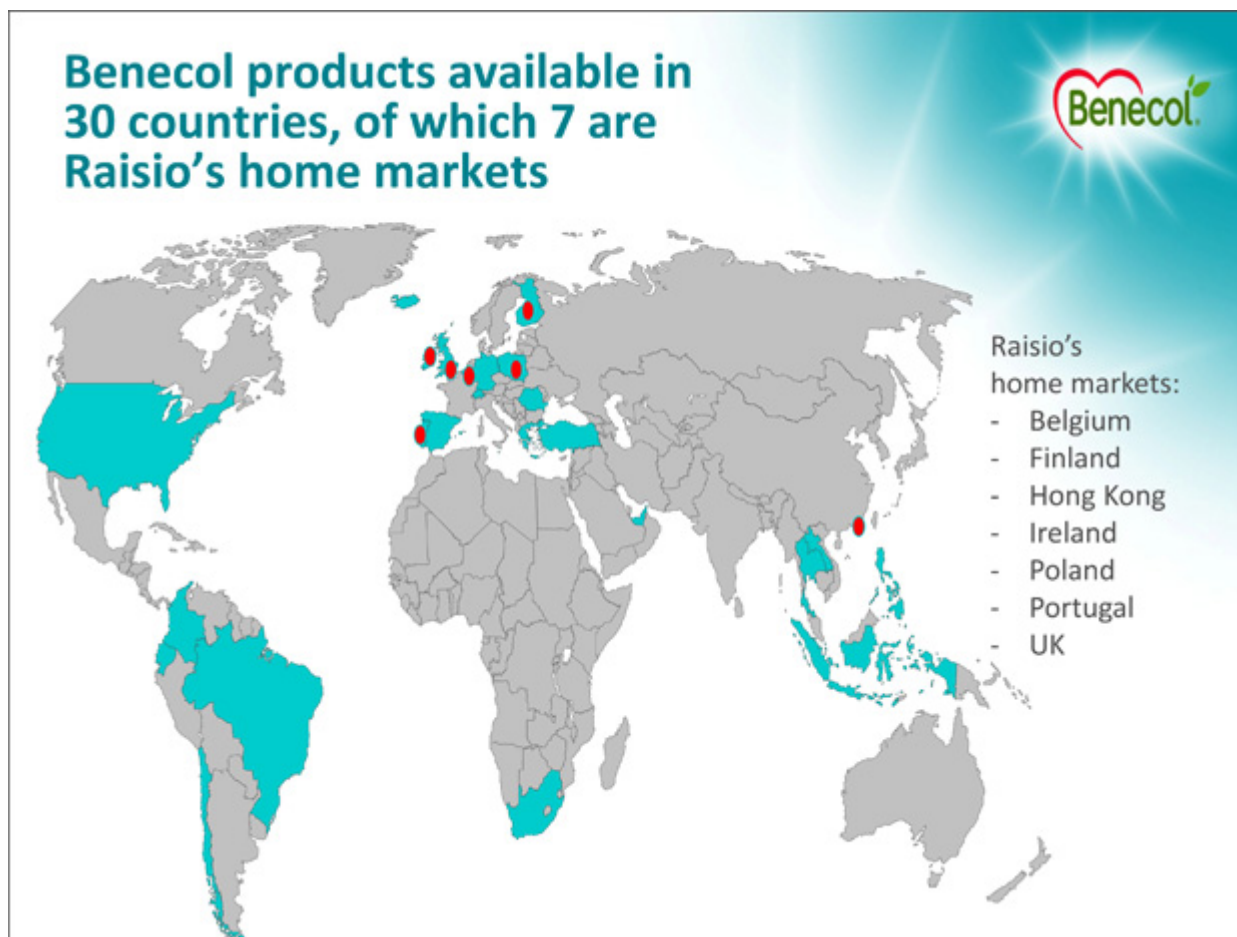 Benecol products available in
30 countries, of which 7 are
Raisio's home markets
Benecol®
Raisio's
home markets:
- Belgium
- Finland
- Hong Kong
- Ireland
- Poland
- Portugal
- UK